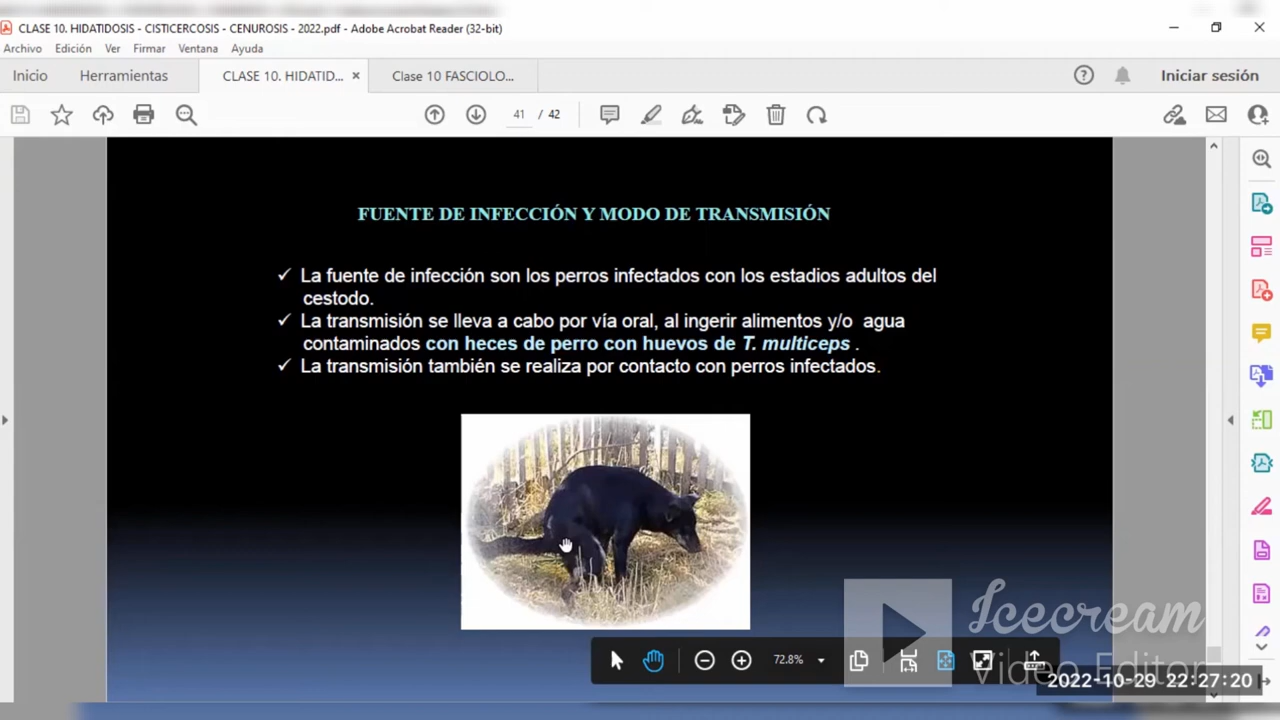 CLASE 10. HIDATIDOSIS - CISTICERCOSIS - CENUROSIS - 2022.pdf - Adobe Acrobat Reader (32-bit)
Archivo Edición Ver Firmar Ventana Ayuda
Inicio Herramientas CLASE 10. HIDATID... × Clase 10 FASCIOLO... Iniciar sesión
41 / 42
FUENTE DE INFECCIÓN Y MODO DE TRANSMISIÓN
✓ La fuente de infección son los perros infectados con los estadios adultos del
cestodo.
✓ La transmisión se lleva a cabo por vía oral, al ingerir alimentos y/o agua
contaminados con heces de perro con huevos de T. multiceps .
✓ La transmisión también se realiza por contacto con perros infectados.
Icecream
Video Editor
72.8%
2022-10-29 22:27:20